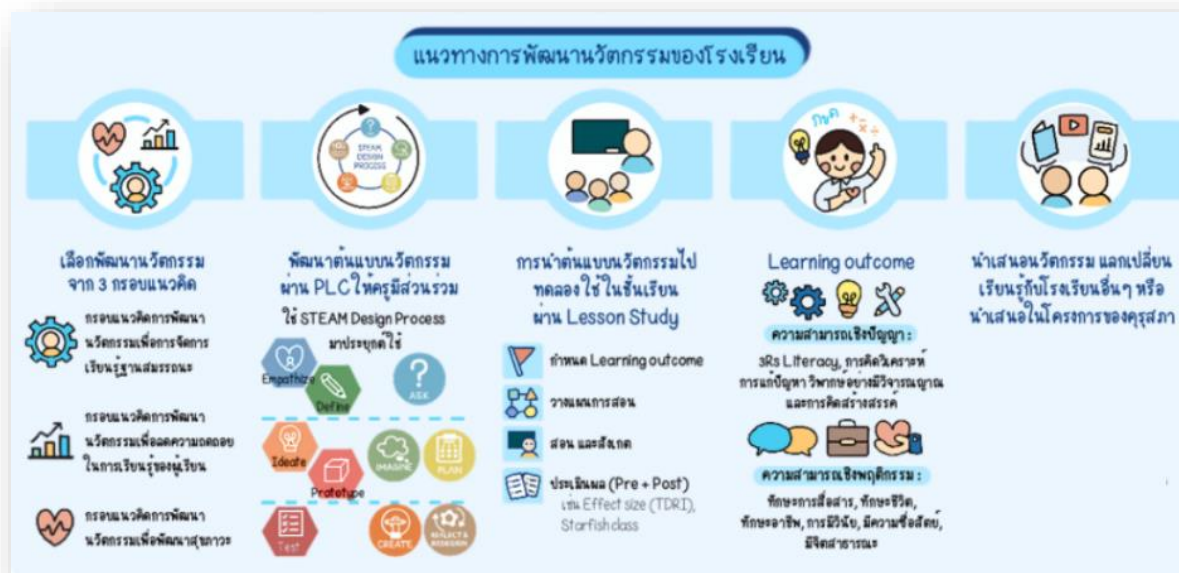 แนวทางการพัฒนานวัตกรรมของโรงเรียน
เลือกพัฒนานวัตกรรม
จาก 3 กรอบแนวคิด
กรอบแนวคิดการพัฒนา
นวัตกรรมเพื่อการจัดการ
เรียนรู้ฐานสมรรถนะ
กรอบแนวคิดการพัฒนา
นวัตกรรมเพื่อลดความถดถอย
ในการเรียนรู้ของผู้เรียน
กรอบแนวคิดการพัฒนา
นวัตกรรมเพื่อพัฒนาสุขภาวะ
STEAM
DESIGN
PROCESS
พัฒนาต้นแบบนวัตกรรม
ผ่าน PLC ให้ครูมีส่วนร่วม
ใช้ STEAM Design Process
มาประยุกต์ใช้
Empathize
Define
ASK
Ideate
Prototype
IMAGINE
PLAN
Test
CREATE
REFLECT &
REDESIGN
การนำต้นแบบนวัตกรรมไป
ทดลองใช้ในชั้นเรียน
ผ่าน Lesson Study
กำหนด Learning outcome
วางแผนการสอน
สอน และสังเกต
ประเมินผล (Pre + Post)
เช่น Effect size (TDRI),
Starfish class
กขค
Learning outcome
ความสามารถเชิงปัญญา :
3Rs Literacy, การคิดวิเคราะห์
การแก้ปัญหา วิพากษ์อย่างมีวิจารณญาณ
และการคิดสร้างสรรค์
ความสามารถเชิงพฤติกรรม :
ทักษะการสื่อสาร, ทักษะชีวิต,
ทักษะอาชีพ, การมีวินัย, มีความซื่อสัตย์,
มีจิตสาธารณะ
นำเสนอนวัตกรรม แลกเปลี่ยน
เรียนรู้กับโรงเรียนอื่นๆ หรือ
นำเสนอในโครงการของคุรุสภา